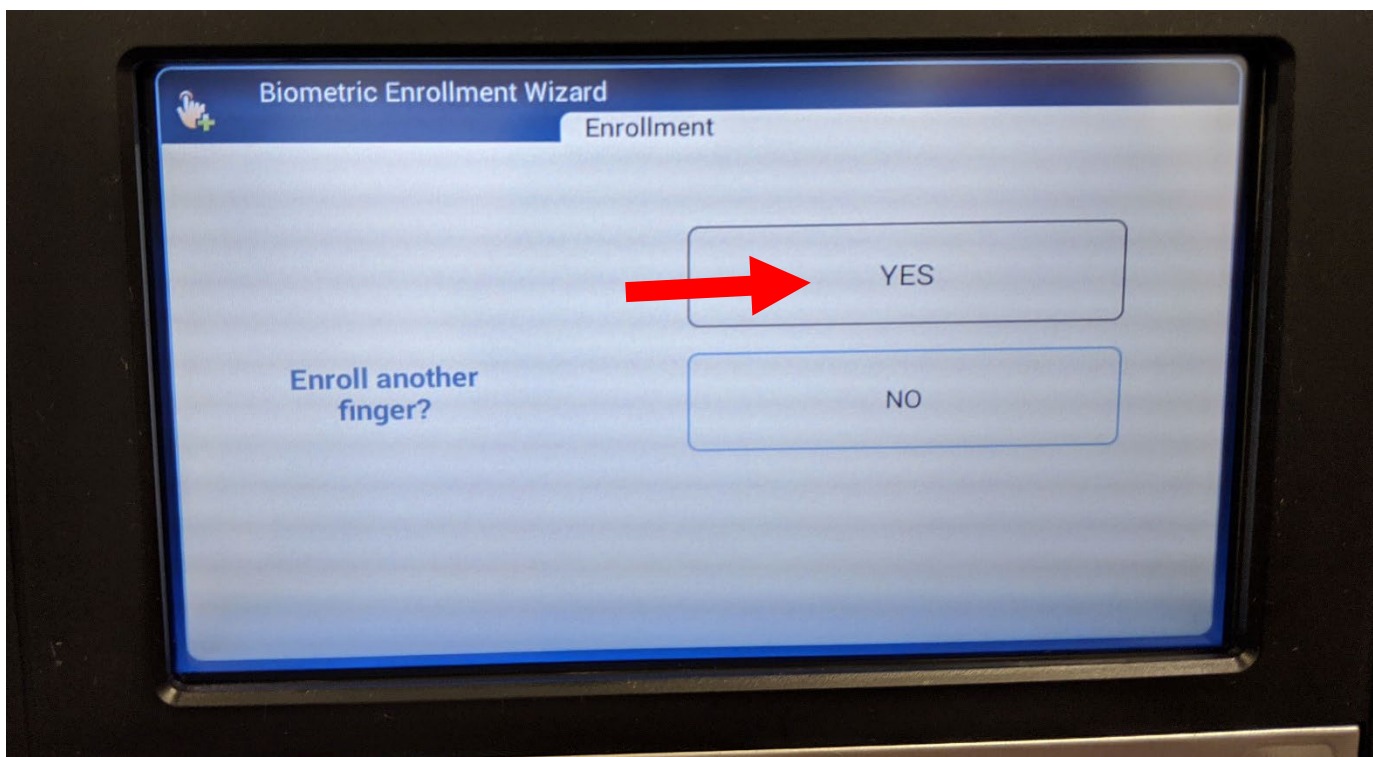 Biometric Enrollment Wizard
Enrollment
YES
Enroll another
finger?
NO